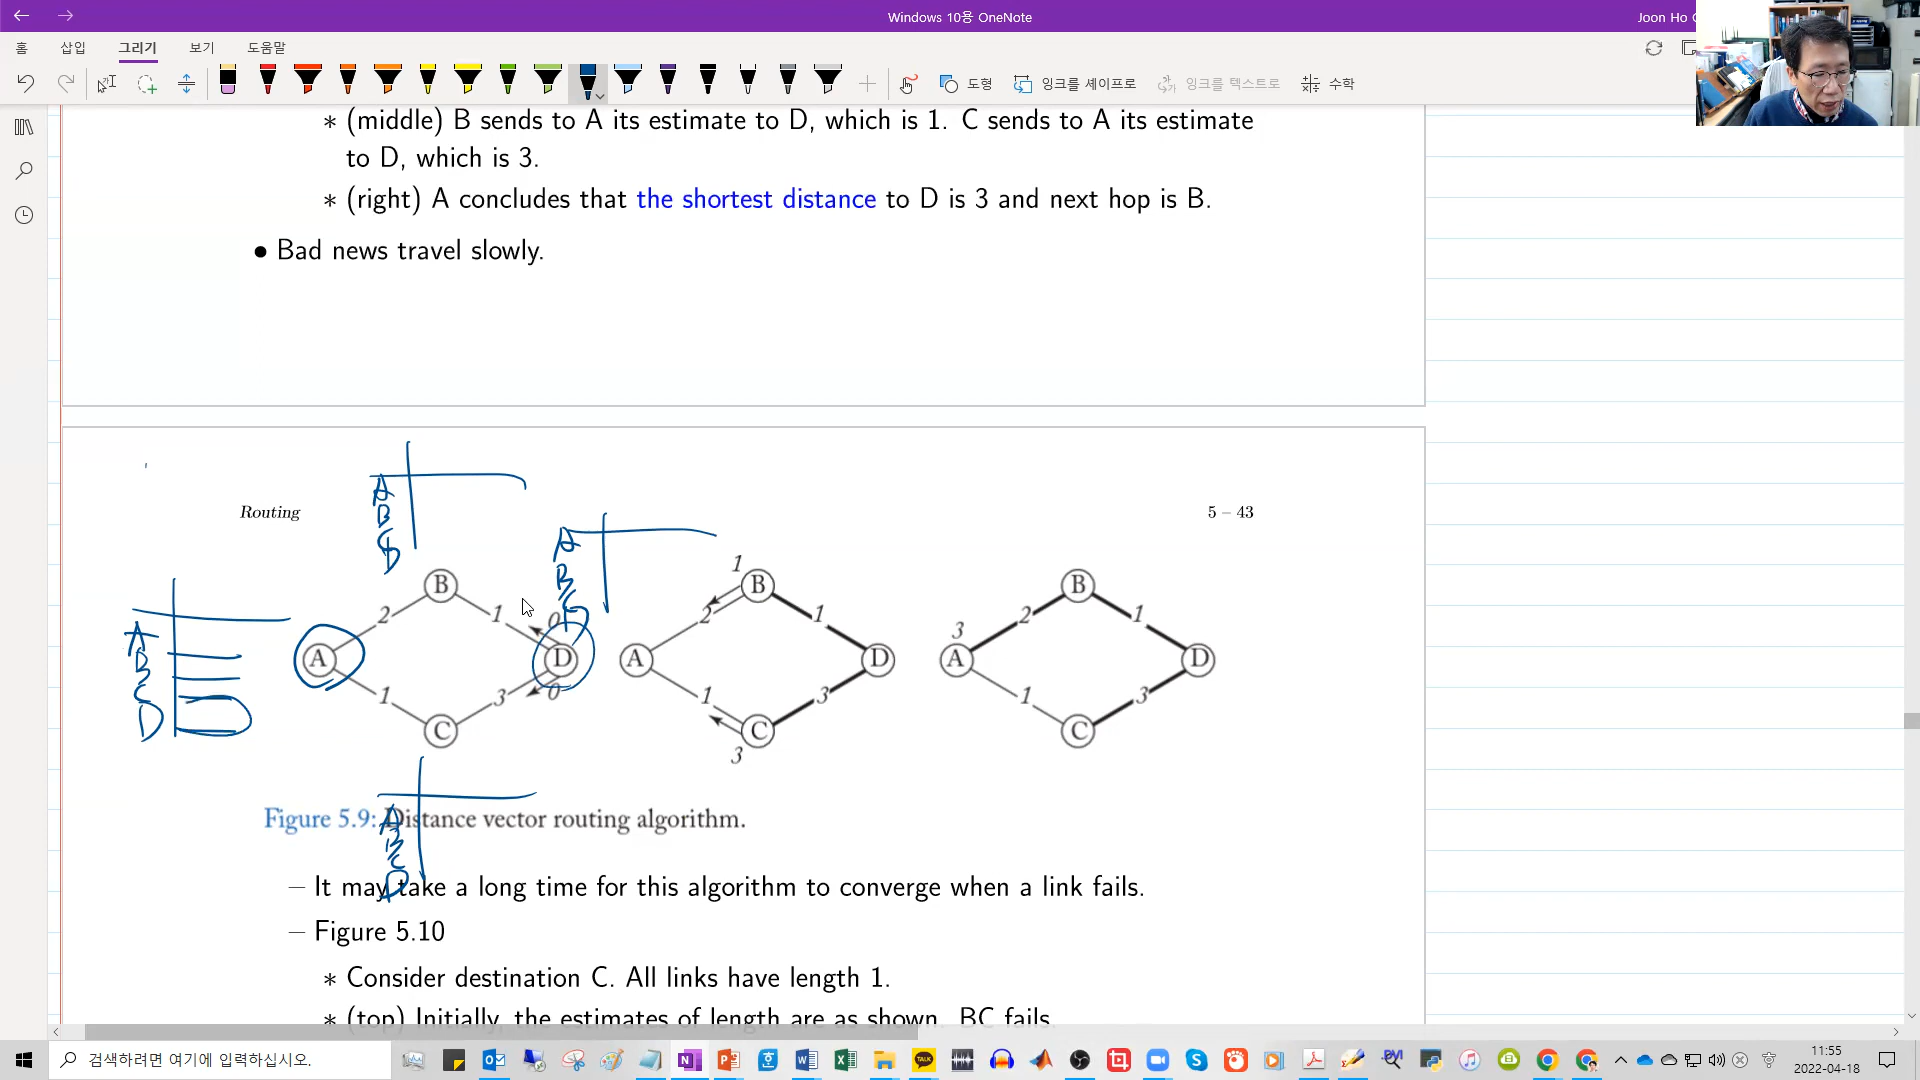 Windows 10용 OneNote
Joon Ho
홈 삽입 그리기 보기 도움말
도형 잉크를 셰이프로 잉크를 텍스트로 수학
∗ (middle) B sends to A its estimate to D, which is 1. C sends to A its estimate
to D, which is 3.
∗ (right) A concludes that the shortest distance to D is 3 and next hop is B.
• Bad news travel slowly.
Routing 5 – 43
A
B
C
D
A
B
C
D
A
B
C
D
A 2 B 1 0 D 0 3 C 1
A 2 1 B 1 D 3 C 3 1
3 A 2 B 1 D 3 C 1
A
B
C
D
Figure 5.9: Distance vector routing algorithm.
– It may take a long time for this algorithm to converge when a link fails.
– Figure 5.10
∗ Consider destination C. All links have length 1.
∗ (top) Initially, the estimates of length are as shown. BC fails.
검색하려면 여기에 입력하십시오.
11:55
2022-04-18